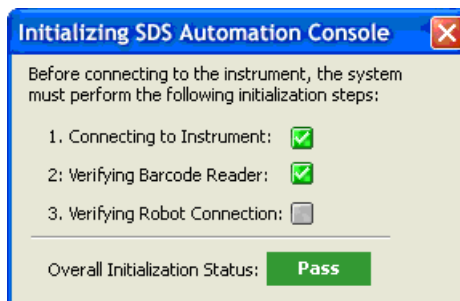 Initializing SDS Automation Console
Before connecting to the instrument, the system
must perform the following initialization steps:
1. Connecting to Instrument:
2: Verifying Barcode Reader:
3. Verifying Robot Connection:
Overall Initialization Status: Pass